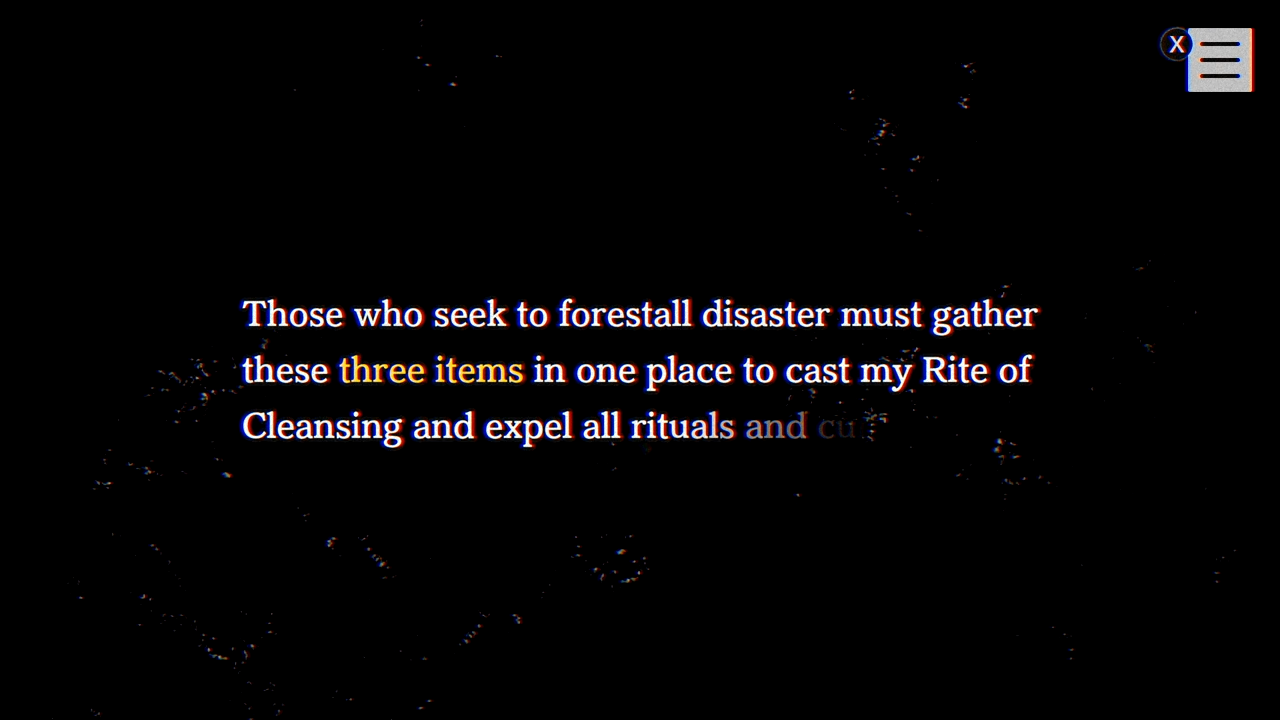 X
Those who seek to forestall disaster must gather
these three items in one place to cast my Rite of
Cleansing and expel all rituals and cu